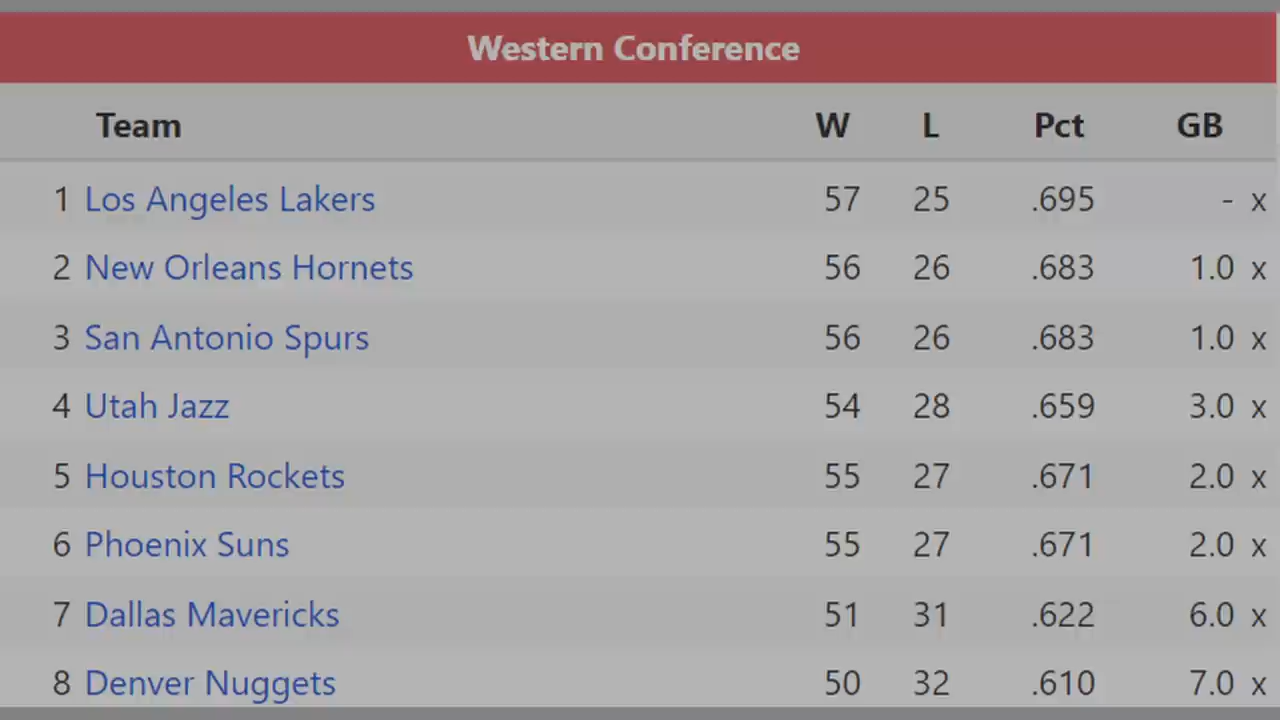 Western Conference
Team W L Pct GB
1 Los Angeles Lakers 57 25 .695 - x
2 New Orleans Hornets 56 26 .683 1.0 x
3 San Antonio Spurs 56 26 .683 1.0 x
4 Utah Jazz 54 28 .659 3.0 x
5 Houston Rockets 55 27 .671 2.0 x
6 Phoenix Suns 55 27 .671 2.0 x
7 Dallas Mavericks 51 31 .622 6.0 x
8 Denver Nuggets 50 32 .610 7.0 x